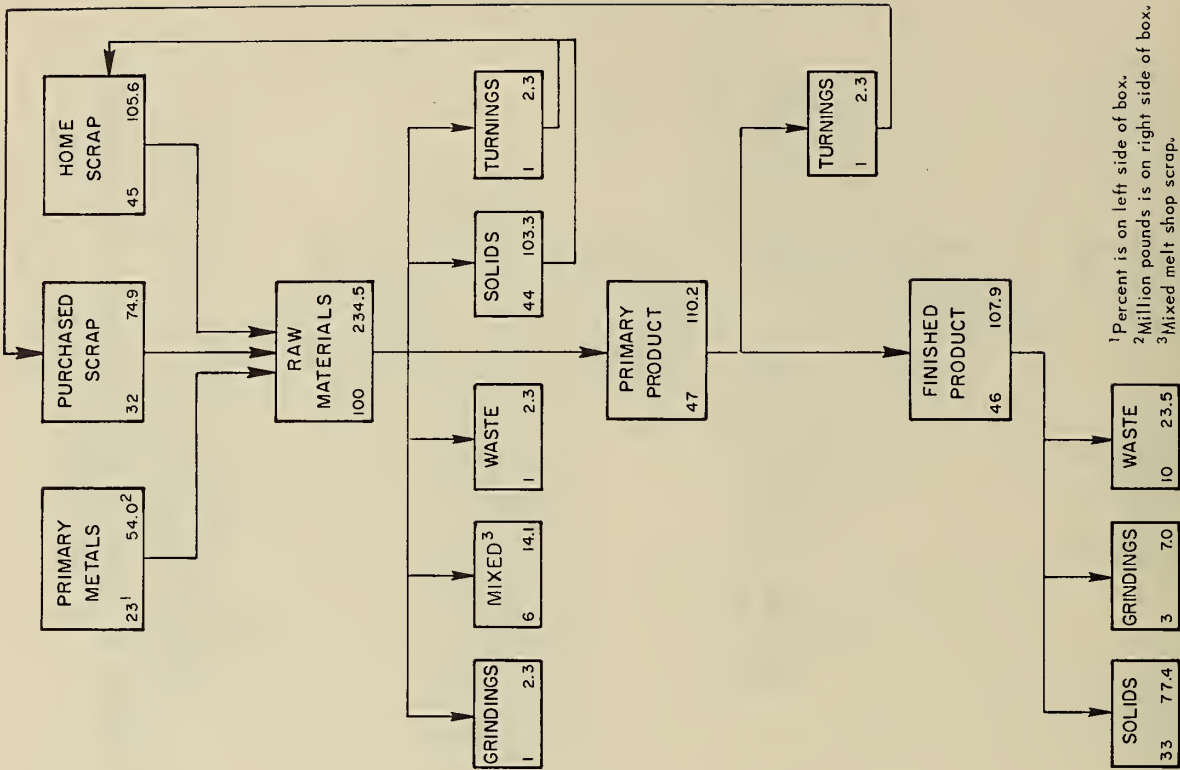 PRIMARY
METALS
23¹ 54.0²
PURCHASED
SCRAP
32 74.9
HOME
SCRAP
45 105.6
RAW
MATERIALS
100 234.5
GRINDINGS
1 2.3
MIXED³
6 14.1
WASTE
1 2.3
SOLIDS
44 103.3
TURNINGS
1 2.3
PRIMARY
PRODUCT
47 110.2
TURNINGS
1 2.3
FINISHED
PRODUCT
46 107.9
SOLIDS
33 77.4
GRINDINGS
3 7.0
WASTE
10 23.5
¹Percent is on left side of box.
²Million pounds is on right side of box.
³Mixed melt shop scrap.